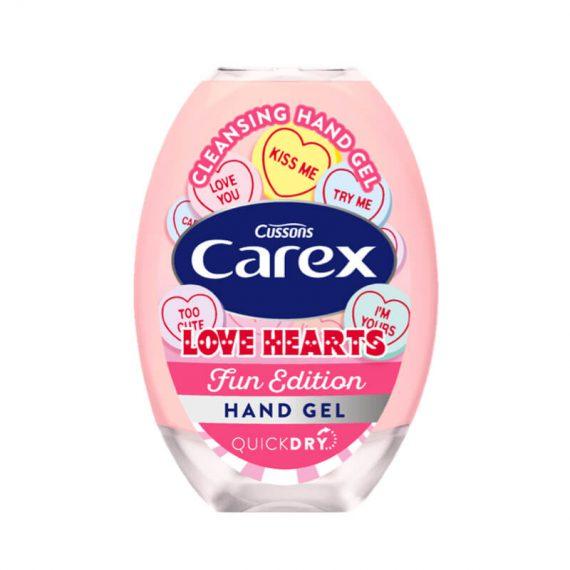 CLEANSING HAND GEL
KISS ME
LOVE
YOU
TRY ME
Cussons
Carex
TOO
CUTE
I'M
YOURS
LOVE HEARTS
Fun Edition
HAND GEL
QUICKDRY